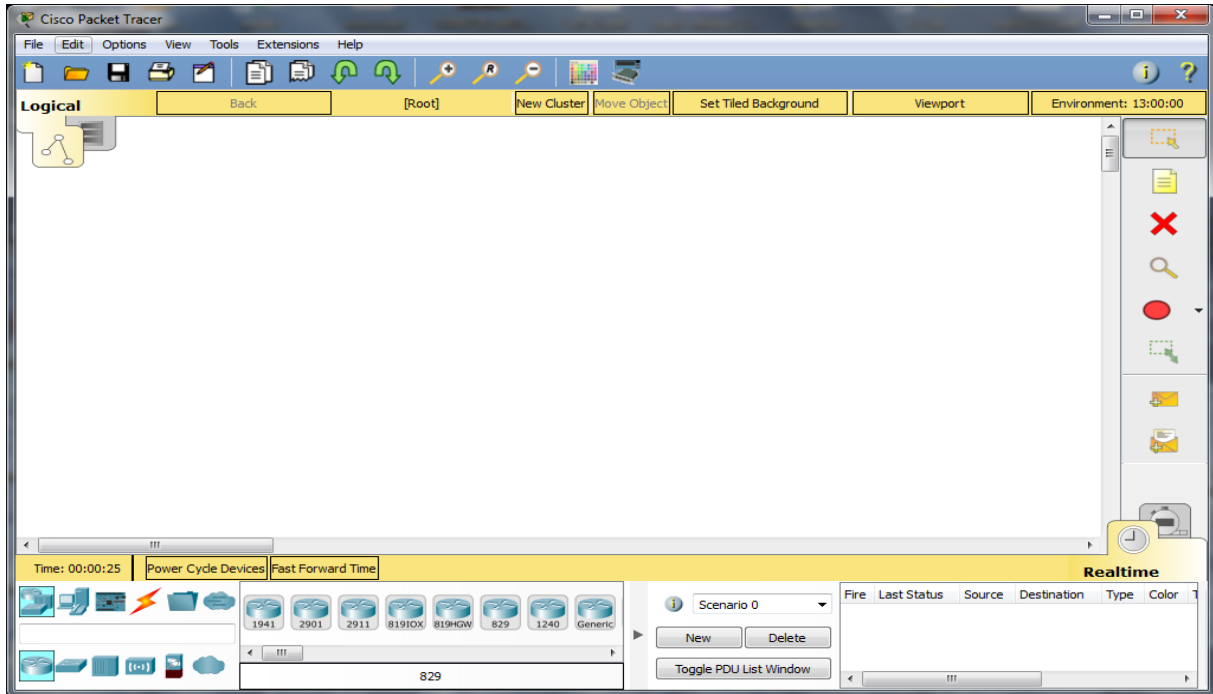 Cisco Packet Tracer
File Edit Options View Tools Extensions Help
R
i ?
Logical Back [Root] New Cluster Move Object Set Tiled Background Viewport Environment: 13:00:00
Time: 00:00:25 Power Cycle Devices Fast Forward Time
Realtime
1941 2901 2911 819IOX 819HGW 829 1240 Generic
829
i Scenario 0
New Delete
Toggle PDU List Window
Fire Last Status Source Destination Type Color